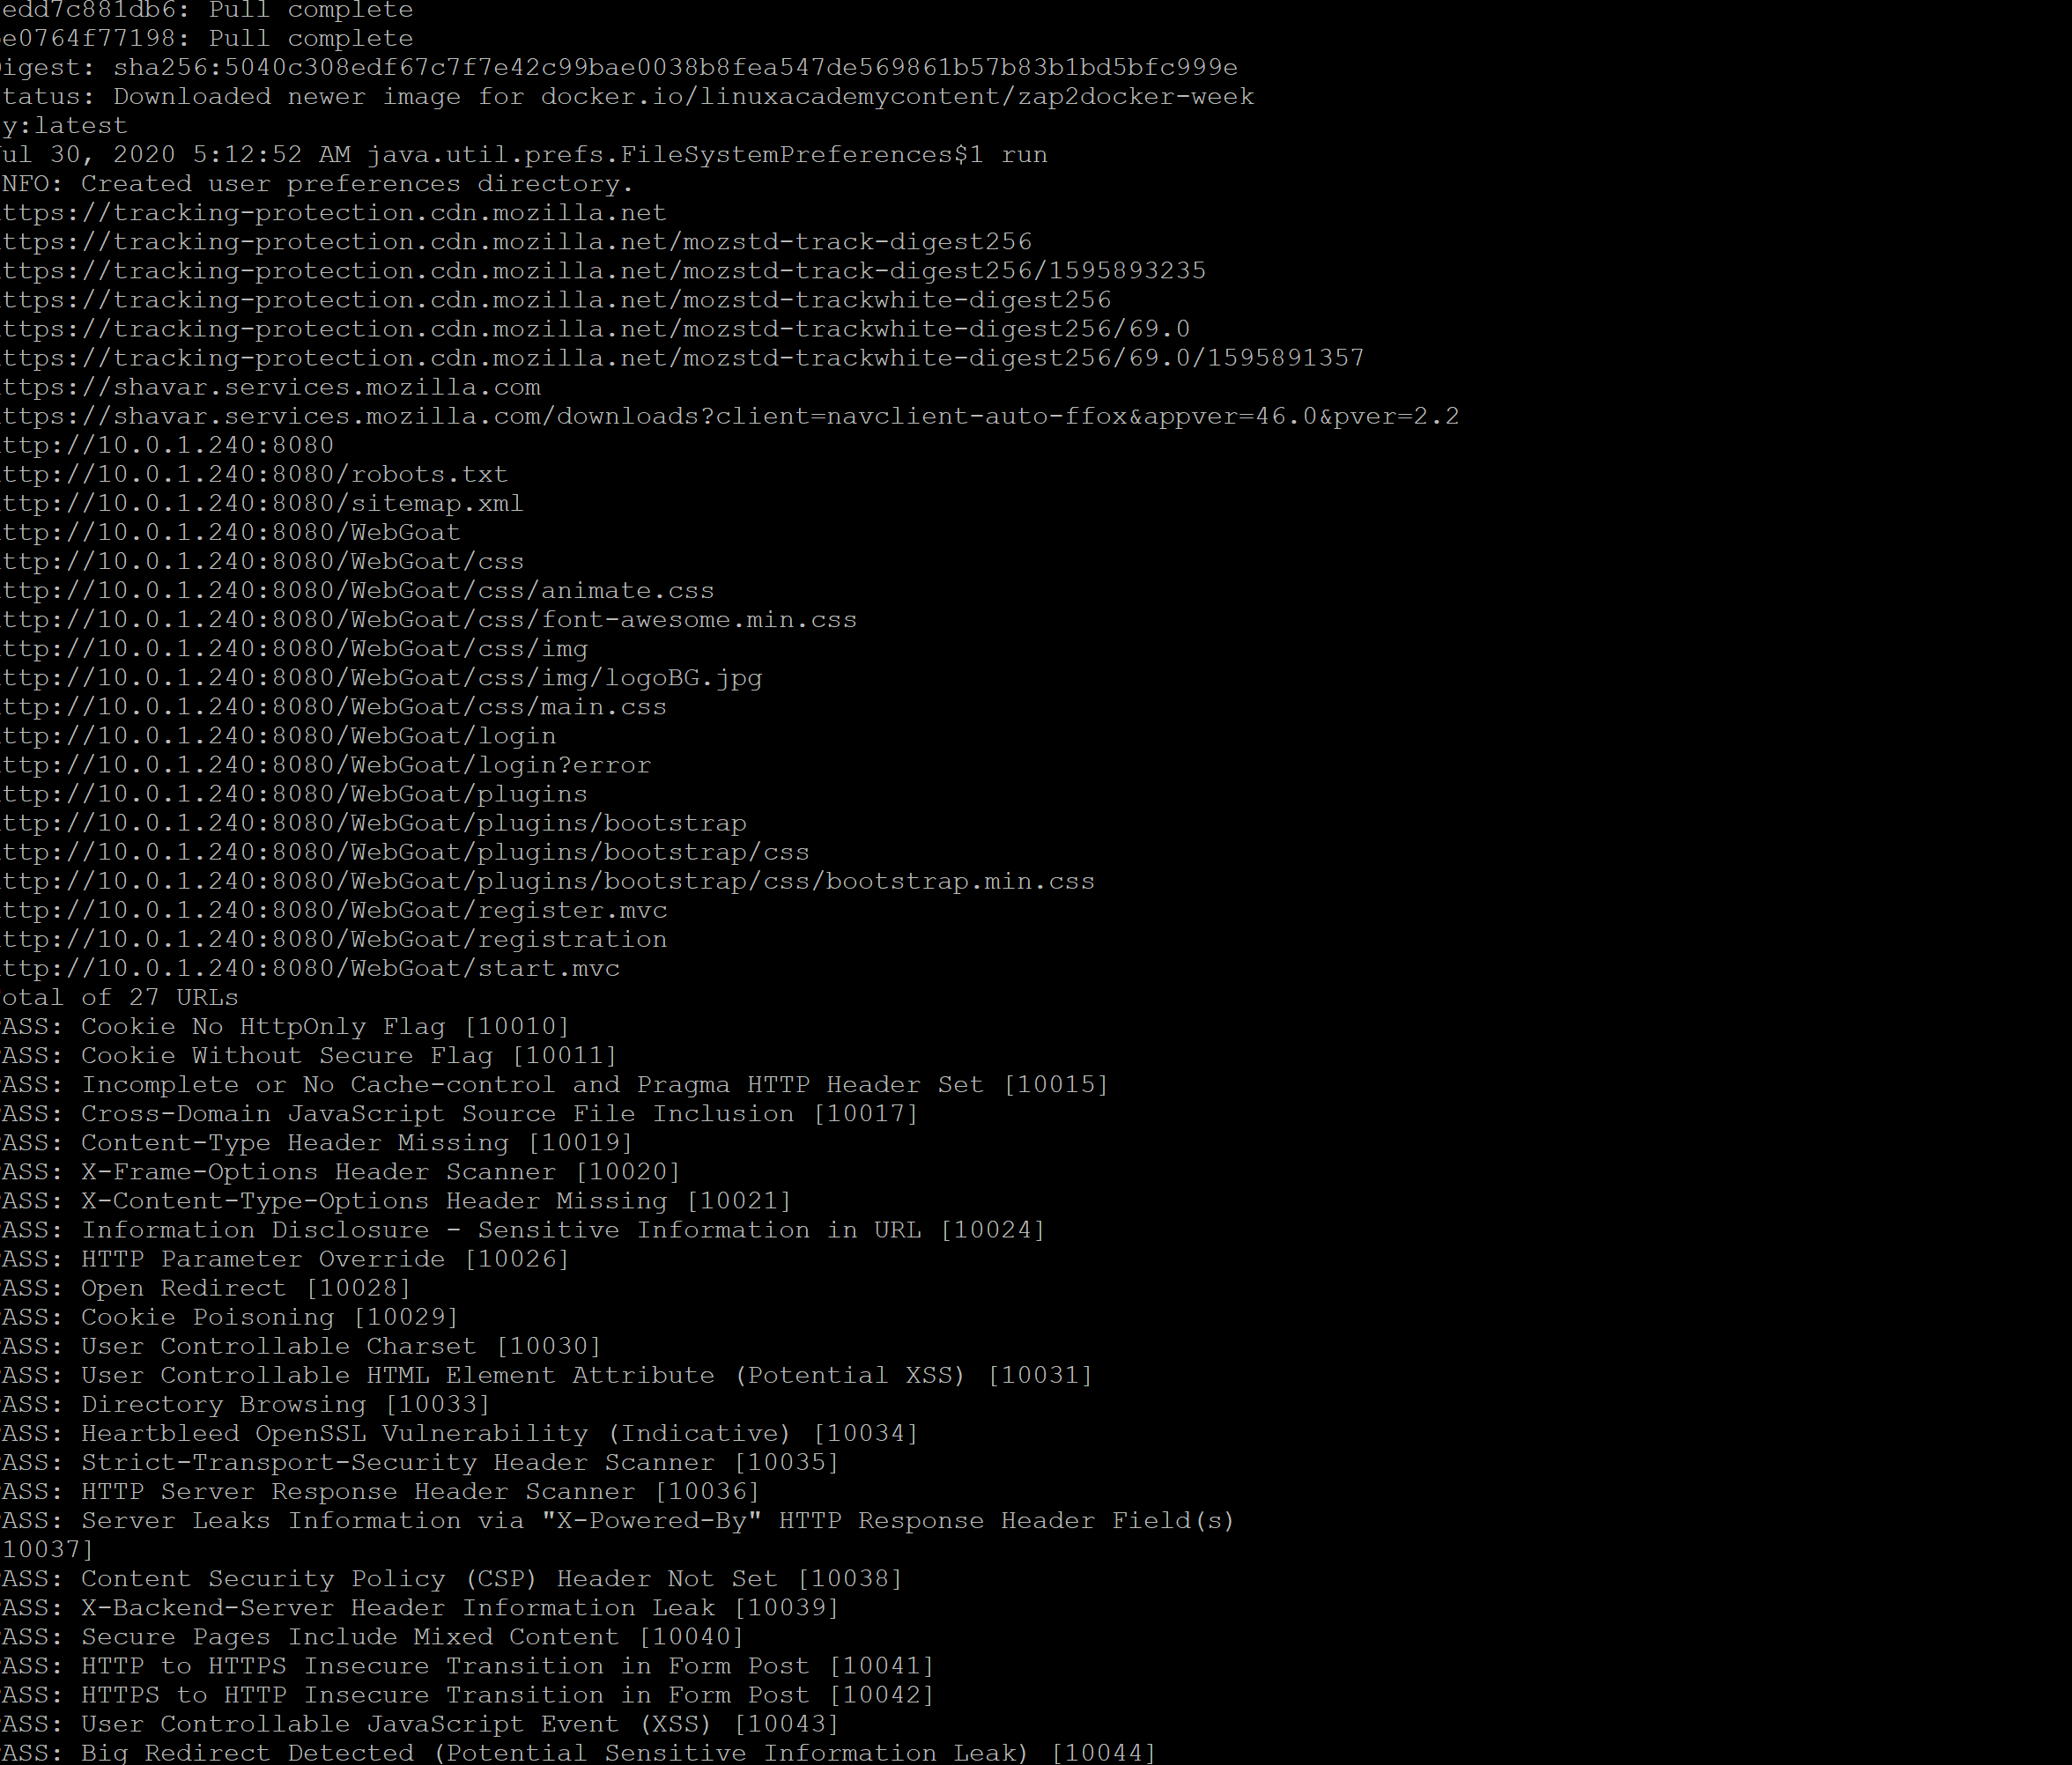 edd7c881db6: Pull complete
e0764f77198: Pull complete
igest: sha256:5040c308edf67c7f7e42c99bae0038b8fea547de569861b57b83b1bd5bfc999e
tatus: Downloaded newer image for docker.io/linuxacademycontent/zap2docker-week
y:latest
ul 30, 2020 5:12:52 AM java.util.prefs.FileSystemPreferences$1 run
NFO: Created user preferences directory.
ttps://tracking-protection.cdn.mozilla.net
ttps://tracking-protection.cdn.mozilla.net/mozstd-track-digest256
ttps://tracking-protection.cdn.mozilla.net/mozstd-track-digest256/1595893235
ttps://tracking-protection.cdn.mozilla.net/mozstd-trackwhite-digest256
ttps://tracking-protection.cdn.mozilla.net/mozstd-trackwhite-digest256/69.0
ttps://tracking-protection.cdn.mozilla.net/mozstd-trackwhite-digest256/69.0/1595891357
ttps://shavar.services.mozilla.com
ttps://shavar.services.mozilla.com/downloads?client=navclient-auto-ffox&appver=46.0&pver=2.2
ttp://10.0.1.240:8080
ttp://10.0.1.240:8080/robots.txt
ttp://10.0.1.240:8080/sitemap.xml
ttp://10.0.1.240:8080/WebGoat
ttp://10.0.1.240:8080/WebGoat/css
ttp://10.0.1.240:8080/WebGoat/css/animate.css
ttp://10.0.1.240:8080/WebGoat/css/font-awesome.min.css
ttp://10.0.1.240:8080/WebGoat/css/img
ttp://10.0.1.240:8080/WebGoat/css/img/logoBG.jpg
ttp://10.0.1.240:8080/WebGoat/css/main.css
ttp://10.0.1.240:8080/WebGoat/login
ttp://10.0.1.240:8080/WebGoat/login?error
ttp://10.0.1.240:8080/WebGoat/plugins
ttp://10.0.1.240:8080/WebGoat/plugins/bootstrap
ttp://10.0.1.240:8080/WebGoat/plugins/bootstrap/css
ttp://10.0.1.240:8080/WebGoat/plugins/bootstrap/css/bootstrap.min.css
ttp://10.0.1.240:8080/WebGoat/register.mvc
ttp://10.0.1.240:8080/WebGoat/registration
ttp://10.0.1.240:8080/WebGoat/start.mvc
otal of 27 URLs
ASS: Cookie No HttpOnly Flag [10010]
ASS: Cookie Without Secure Flag [10011]
ASS: Incomplete or No Cache-control and Pragma HTTP Header Set [10015]
ASS: Cross-Domain JavaScript Source File Inclusion [10017]
ASS: Content-Type Header Missing [10019]
ASS: X-Frame-Options Header Scanner [10020]
ASS: X-Content-Type-Options Header Missing [10021]
ASS: Information Disclosure - Sensitive Information in URL [10024]
ASS: HTTP Parameter Override [10026]
ASS: Open Redirect [10028]
ASS: Cookie Poisoning [10029]
ASS: User Controllable Charset [10030]
ASS: User Controllable HTML Element Attribute (Potential XSS) [10031]
ASS: Directory Browsing [10033]
ASS: Heartbleed OpenSSL Vulnerability (Indicative) [10034]
ASS: Strict-Transport-Security Header Scanner [10035]
ASS: HTTP Server Response Header Scanner [10036]
ASS: Server Leaks Information via "X-Powered-By" HTTP Response Header Field(s)
10037]
ASS: Content Security Policy (CSP) Header Not Set [10038]
ASS: X-Backend-Server Header Information Leak [10039]
ASS: Secure Pages Include Mixed Content [10040]
ASS: HTTP to HTTPS Insecure Transition in Form Post [10041]
ASS: HTTPS to HTTP Insecure Transition in Form Post [10042]
ASS: User Controllable JavaScript Event (XSS) [10043]
ASS: Big Redirect Detected (Potential Sensitive Information Leak) [10044]